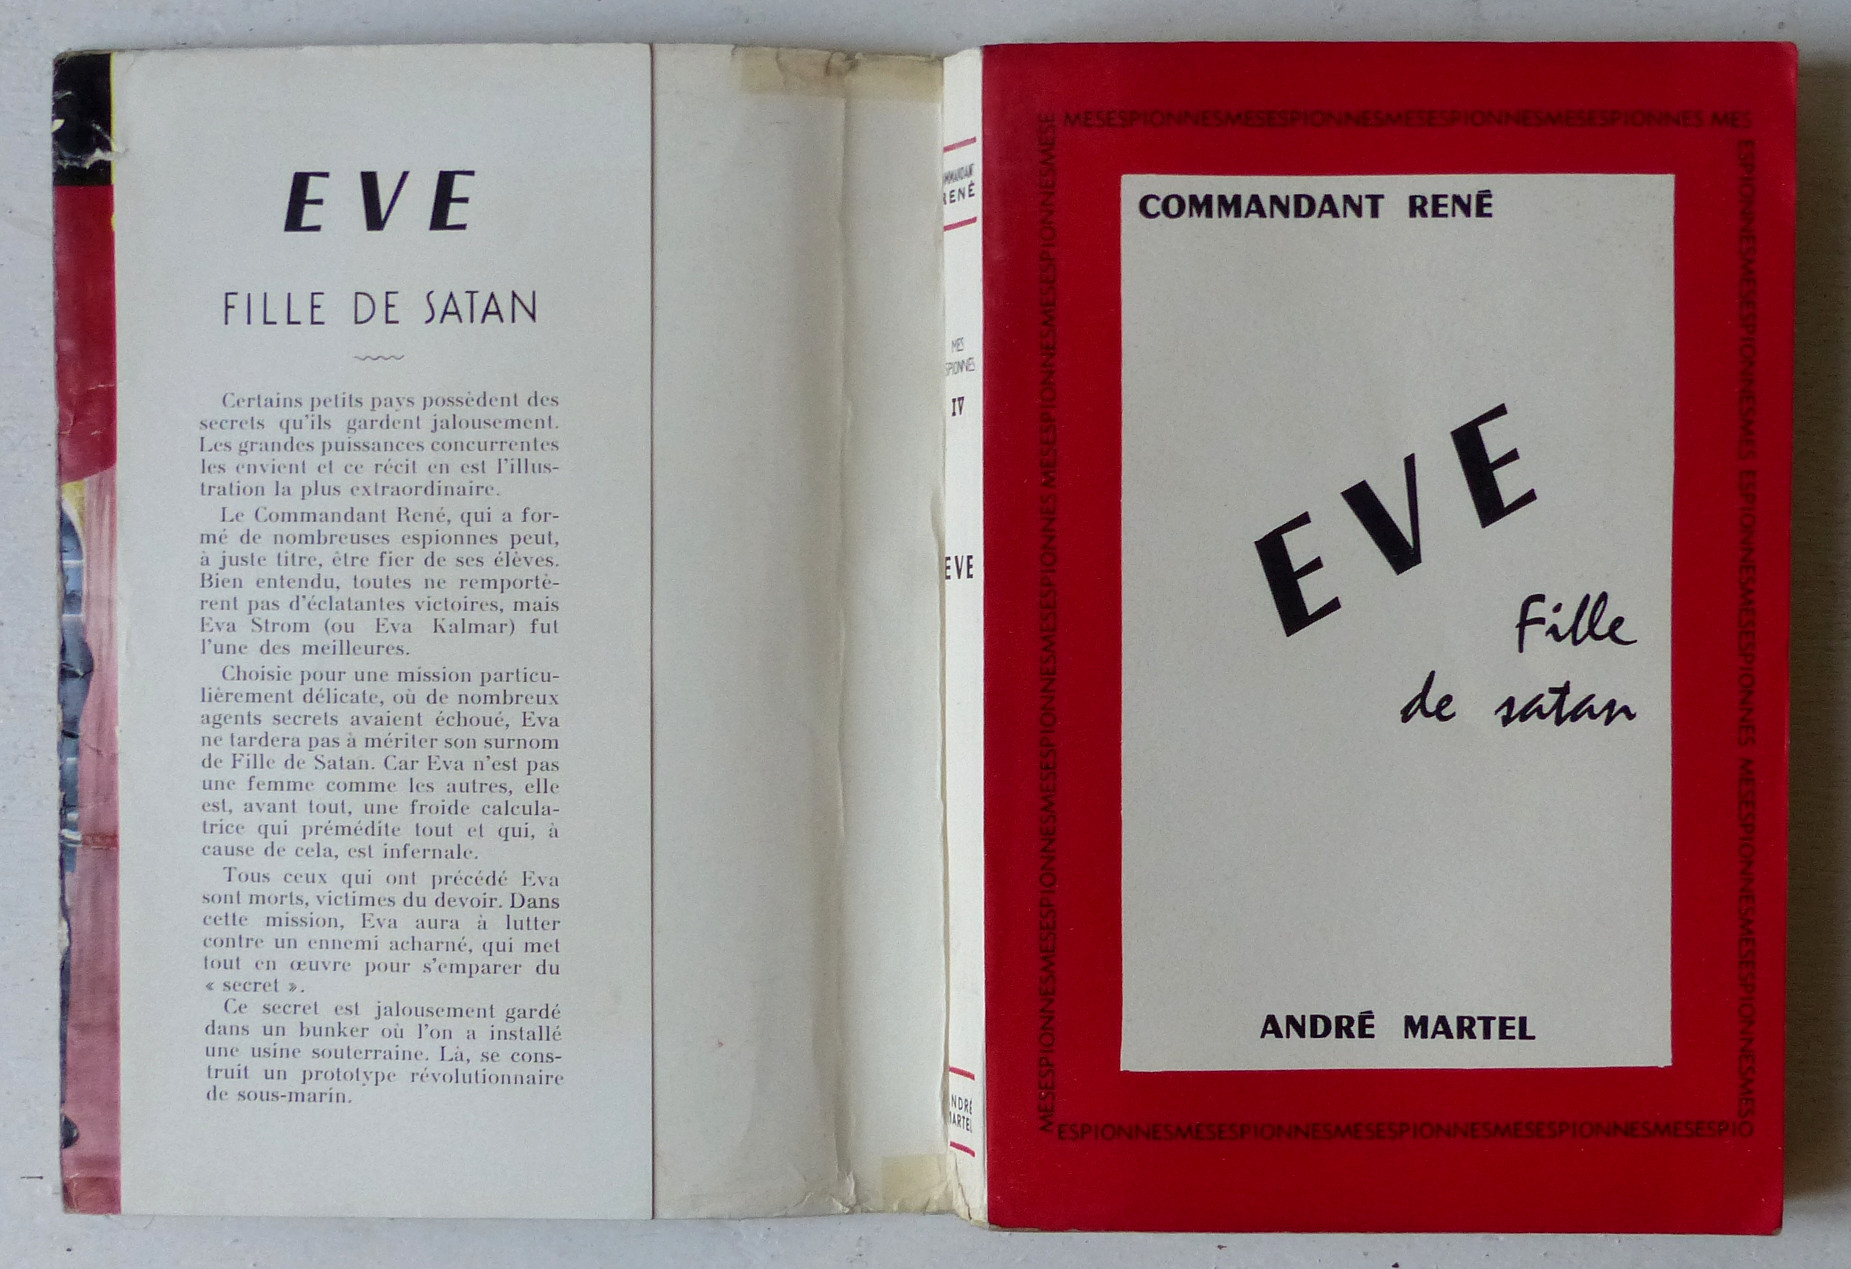 EVE
FILLE DE SATAN
Certains petits pays possèdent des
secrets qu'ils gardent jalousement.
Les grandes puissances concurrentes
les envient et ce récit en est l'illus-
tration la plus extraordinaire.
Le Commandant René, qui a for-
mé de nombreuses espionnes peut,
à juste titre, être fier de ses élèves.
Bien entendu, toutes ne remportè-
rent pas d'éclatantes victoires, mais
Eva Strom (ou Eva Kalmar) fut
l'une des meilleures.
Choisie pour une mission particu-
lièrement délicate, où de nombreux
agents secrets avaient échoué, Eva
ne tardera pas à mériter son surnom
de Fille de Satan. Car Eva n'est pas
une femme comme les autres, elle
est, avant tout, une froide calcula-
trice qui prémédite tout et qui, à
cause de cela, est infernale.
Tous ceux qui ont précédé Eva
sont morts, victimes du devoir. Dans
cette mission, Eva aura à lutter
contre un ennemi acharné, qui met
tout en œuvre pour s'emparer du
« secret ».
Ce secret est jalousement gardé
dans un bunker où l'on a installé
une usine souterraine. Là, se cons-
truit un prototype révolutionnaire
de sous-marin.
RENÉ
MES
IV
EVE
MESESPIONNESMESESPIONNESMESESPIONNESMESESPIONNES MES
COMMANDANT RENÉ
EVE
Fille
de satan
ANDRÉ MARTEL
ESPIONNESMESESPIONNESMESESPIONNESMESESPIONNESMESESPIO